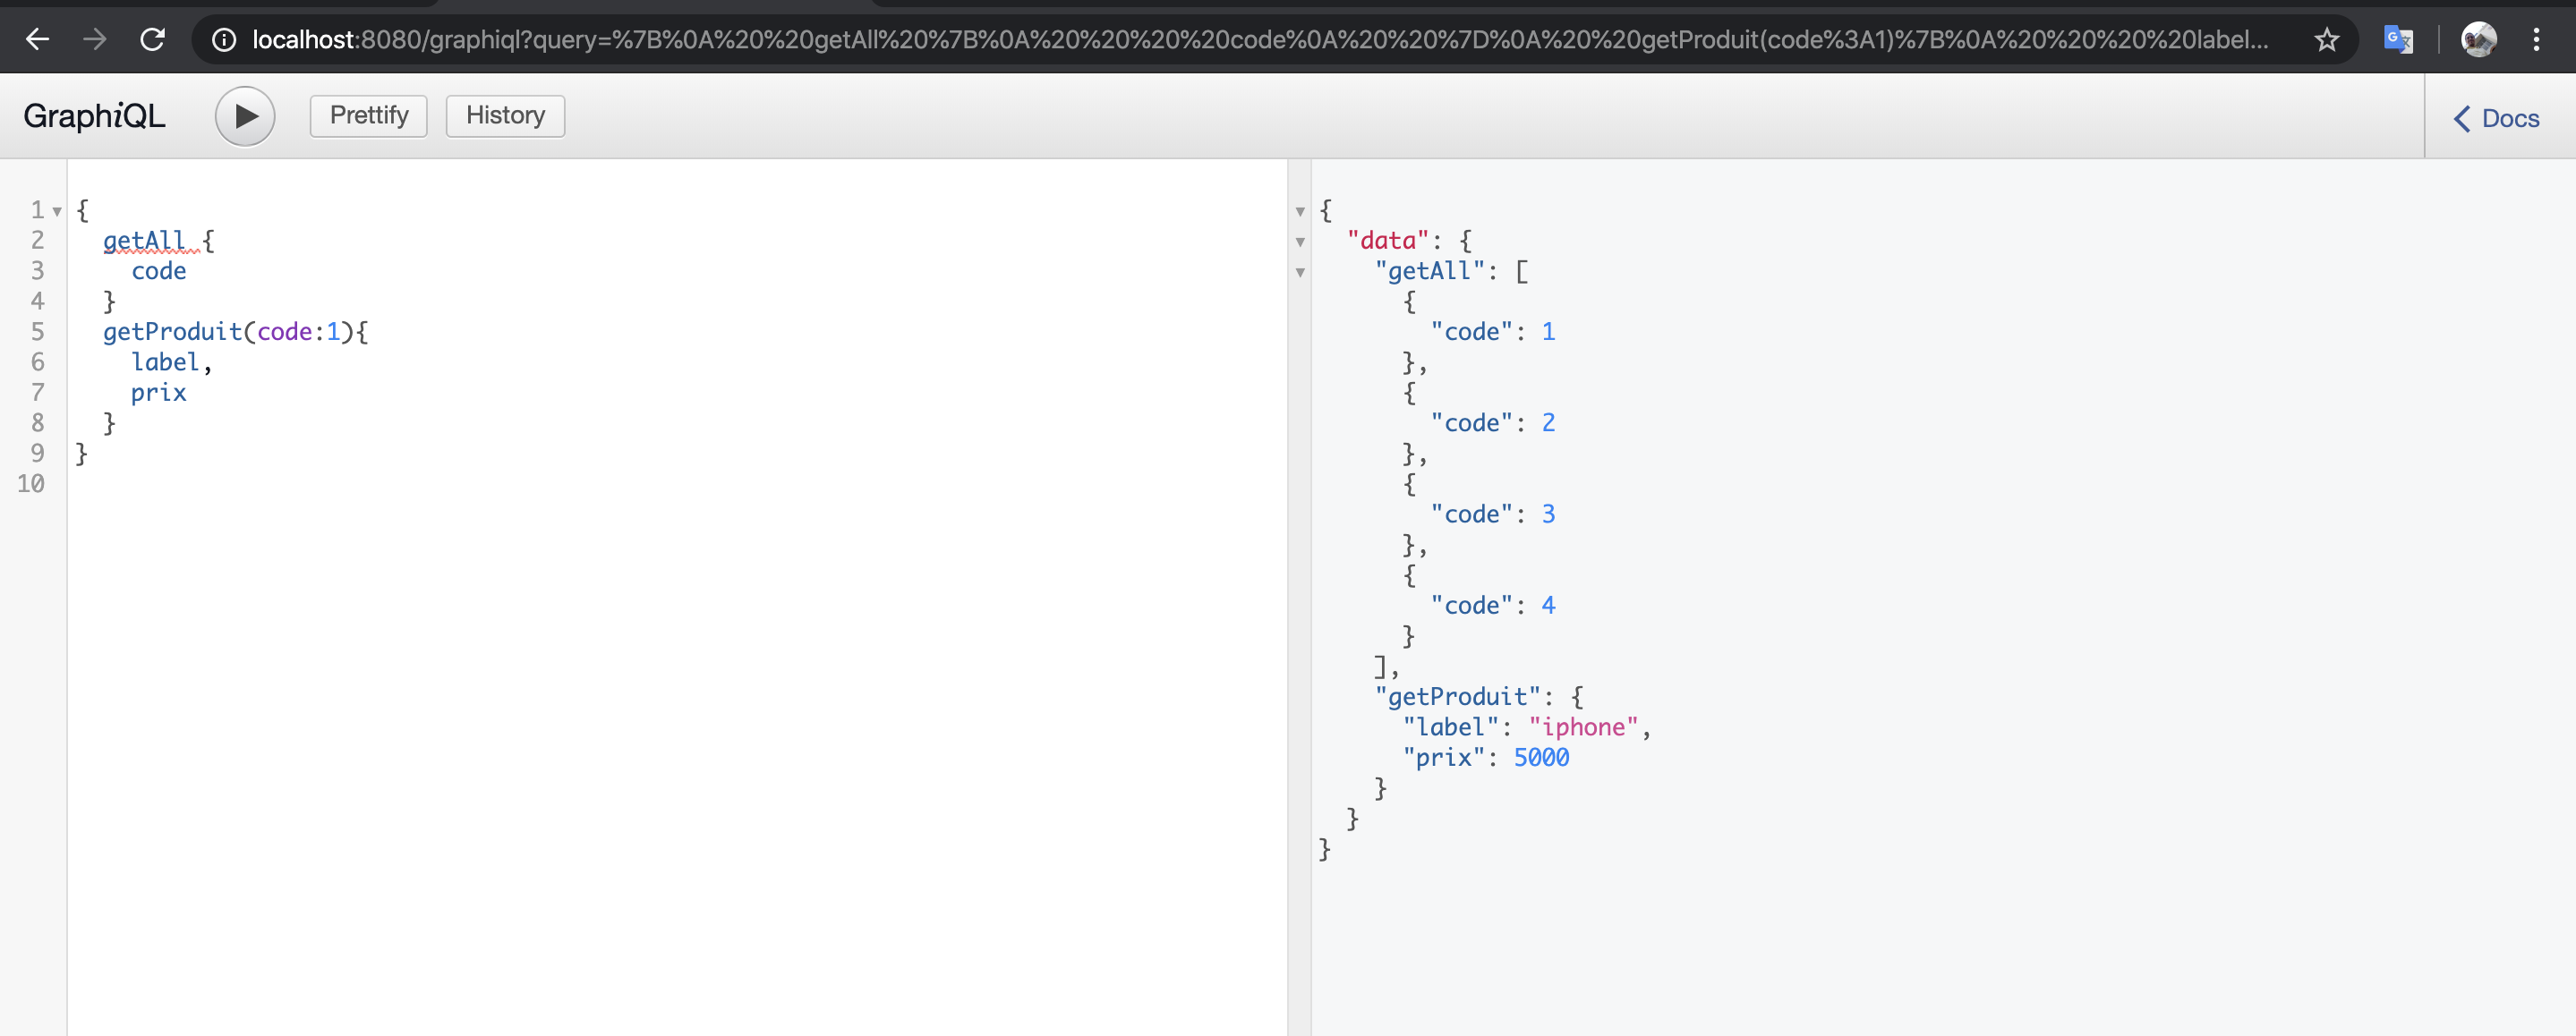 localhost:8080/graphiql?query=%7B%0A%20%20getAll%20%7B%0A%20%20%20%20code%0A%20%20%7D%0A%20%20getProduit(code%3A1)%7B%0A%20%20%20%20label...
GraphiQL
Prettify
History
Docs
1 {
2 getAll {
3 code
4 }
5 getProduit(code:1){
6 label,
7 prix
8 }
9 }
10
{
"data": {
"getAll": [
{
"code": 1
},
{
"code": 2
},
{
"code": 3
},
{
"code": 4
}
],
"getProduit": {
"label": "iphone",
"prix": 5000
}
}
}